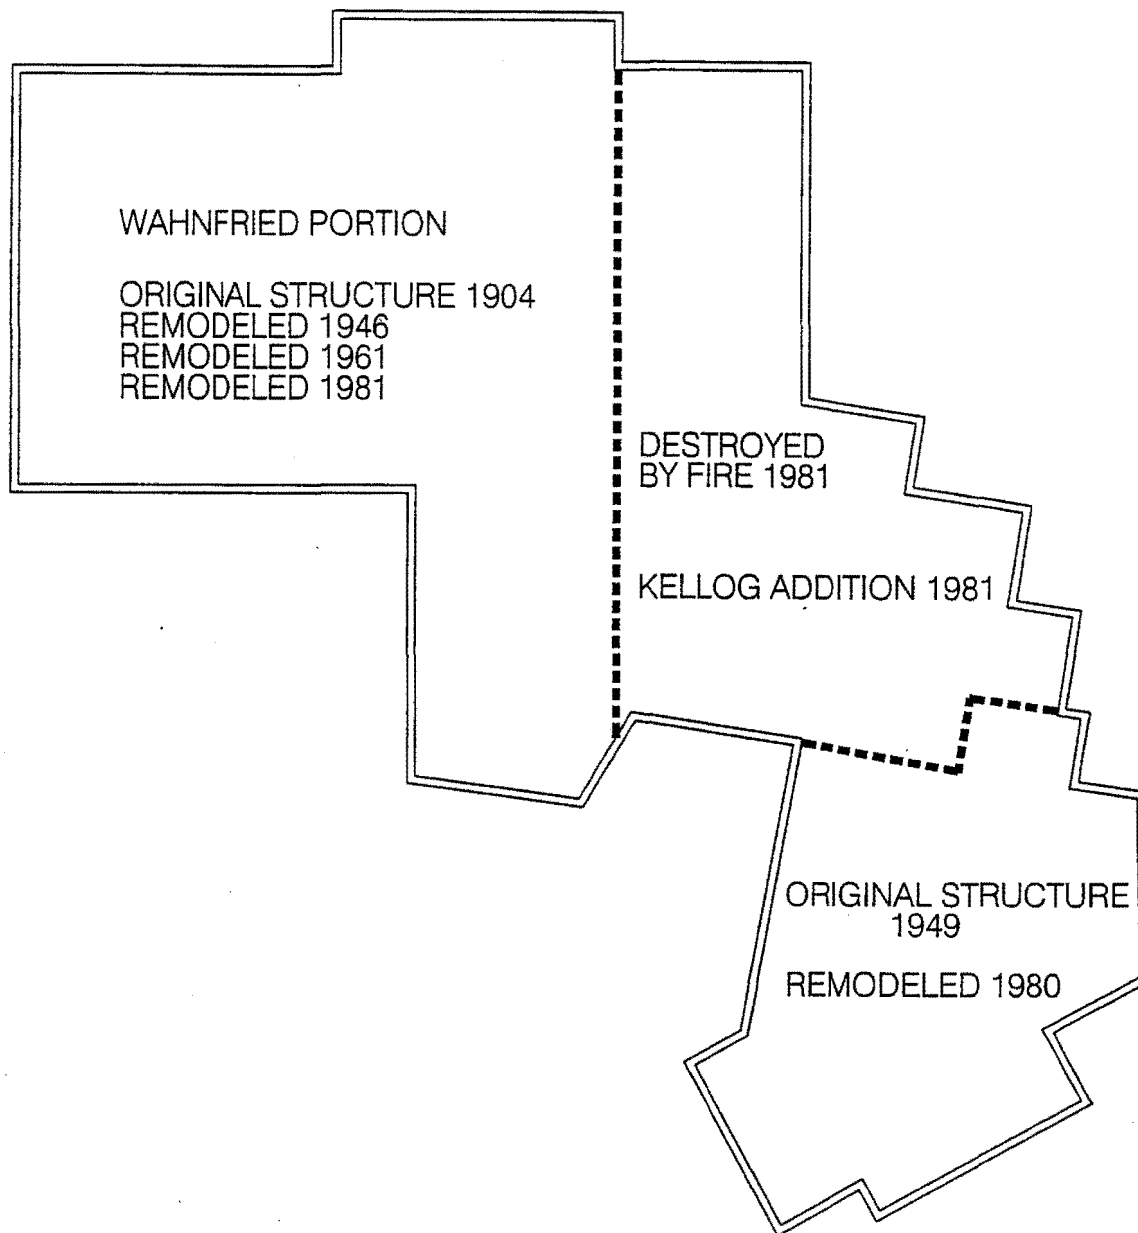 WAHNFRIED PORTION
ORIGINAL STRUCTURE 1904
REMODELED 1946
REMODELED 1961
REMODELED 1981
DESTROYED
BY FIRE 1981
KELLOG ADDITION 1981
ORIGINAL STRUCTURE
1949
REMODELED 1980